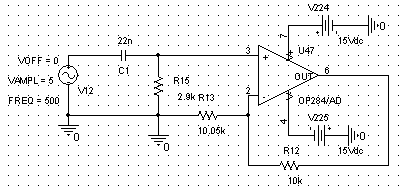 V224
7
U47
15Vdc
0
22n
VOFF = 0
C1
3
+
VAMPL = 5
V12
R15
OUT
6
2.9k
R13
2
-
FREQ = 500
OP284/AD
10.05k
4
V225
0
0
0
R12
15Vdc
10k